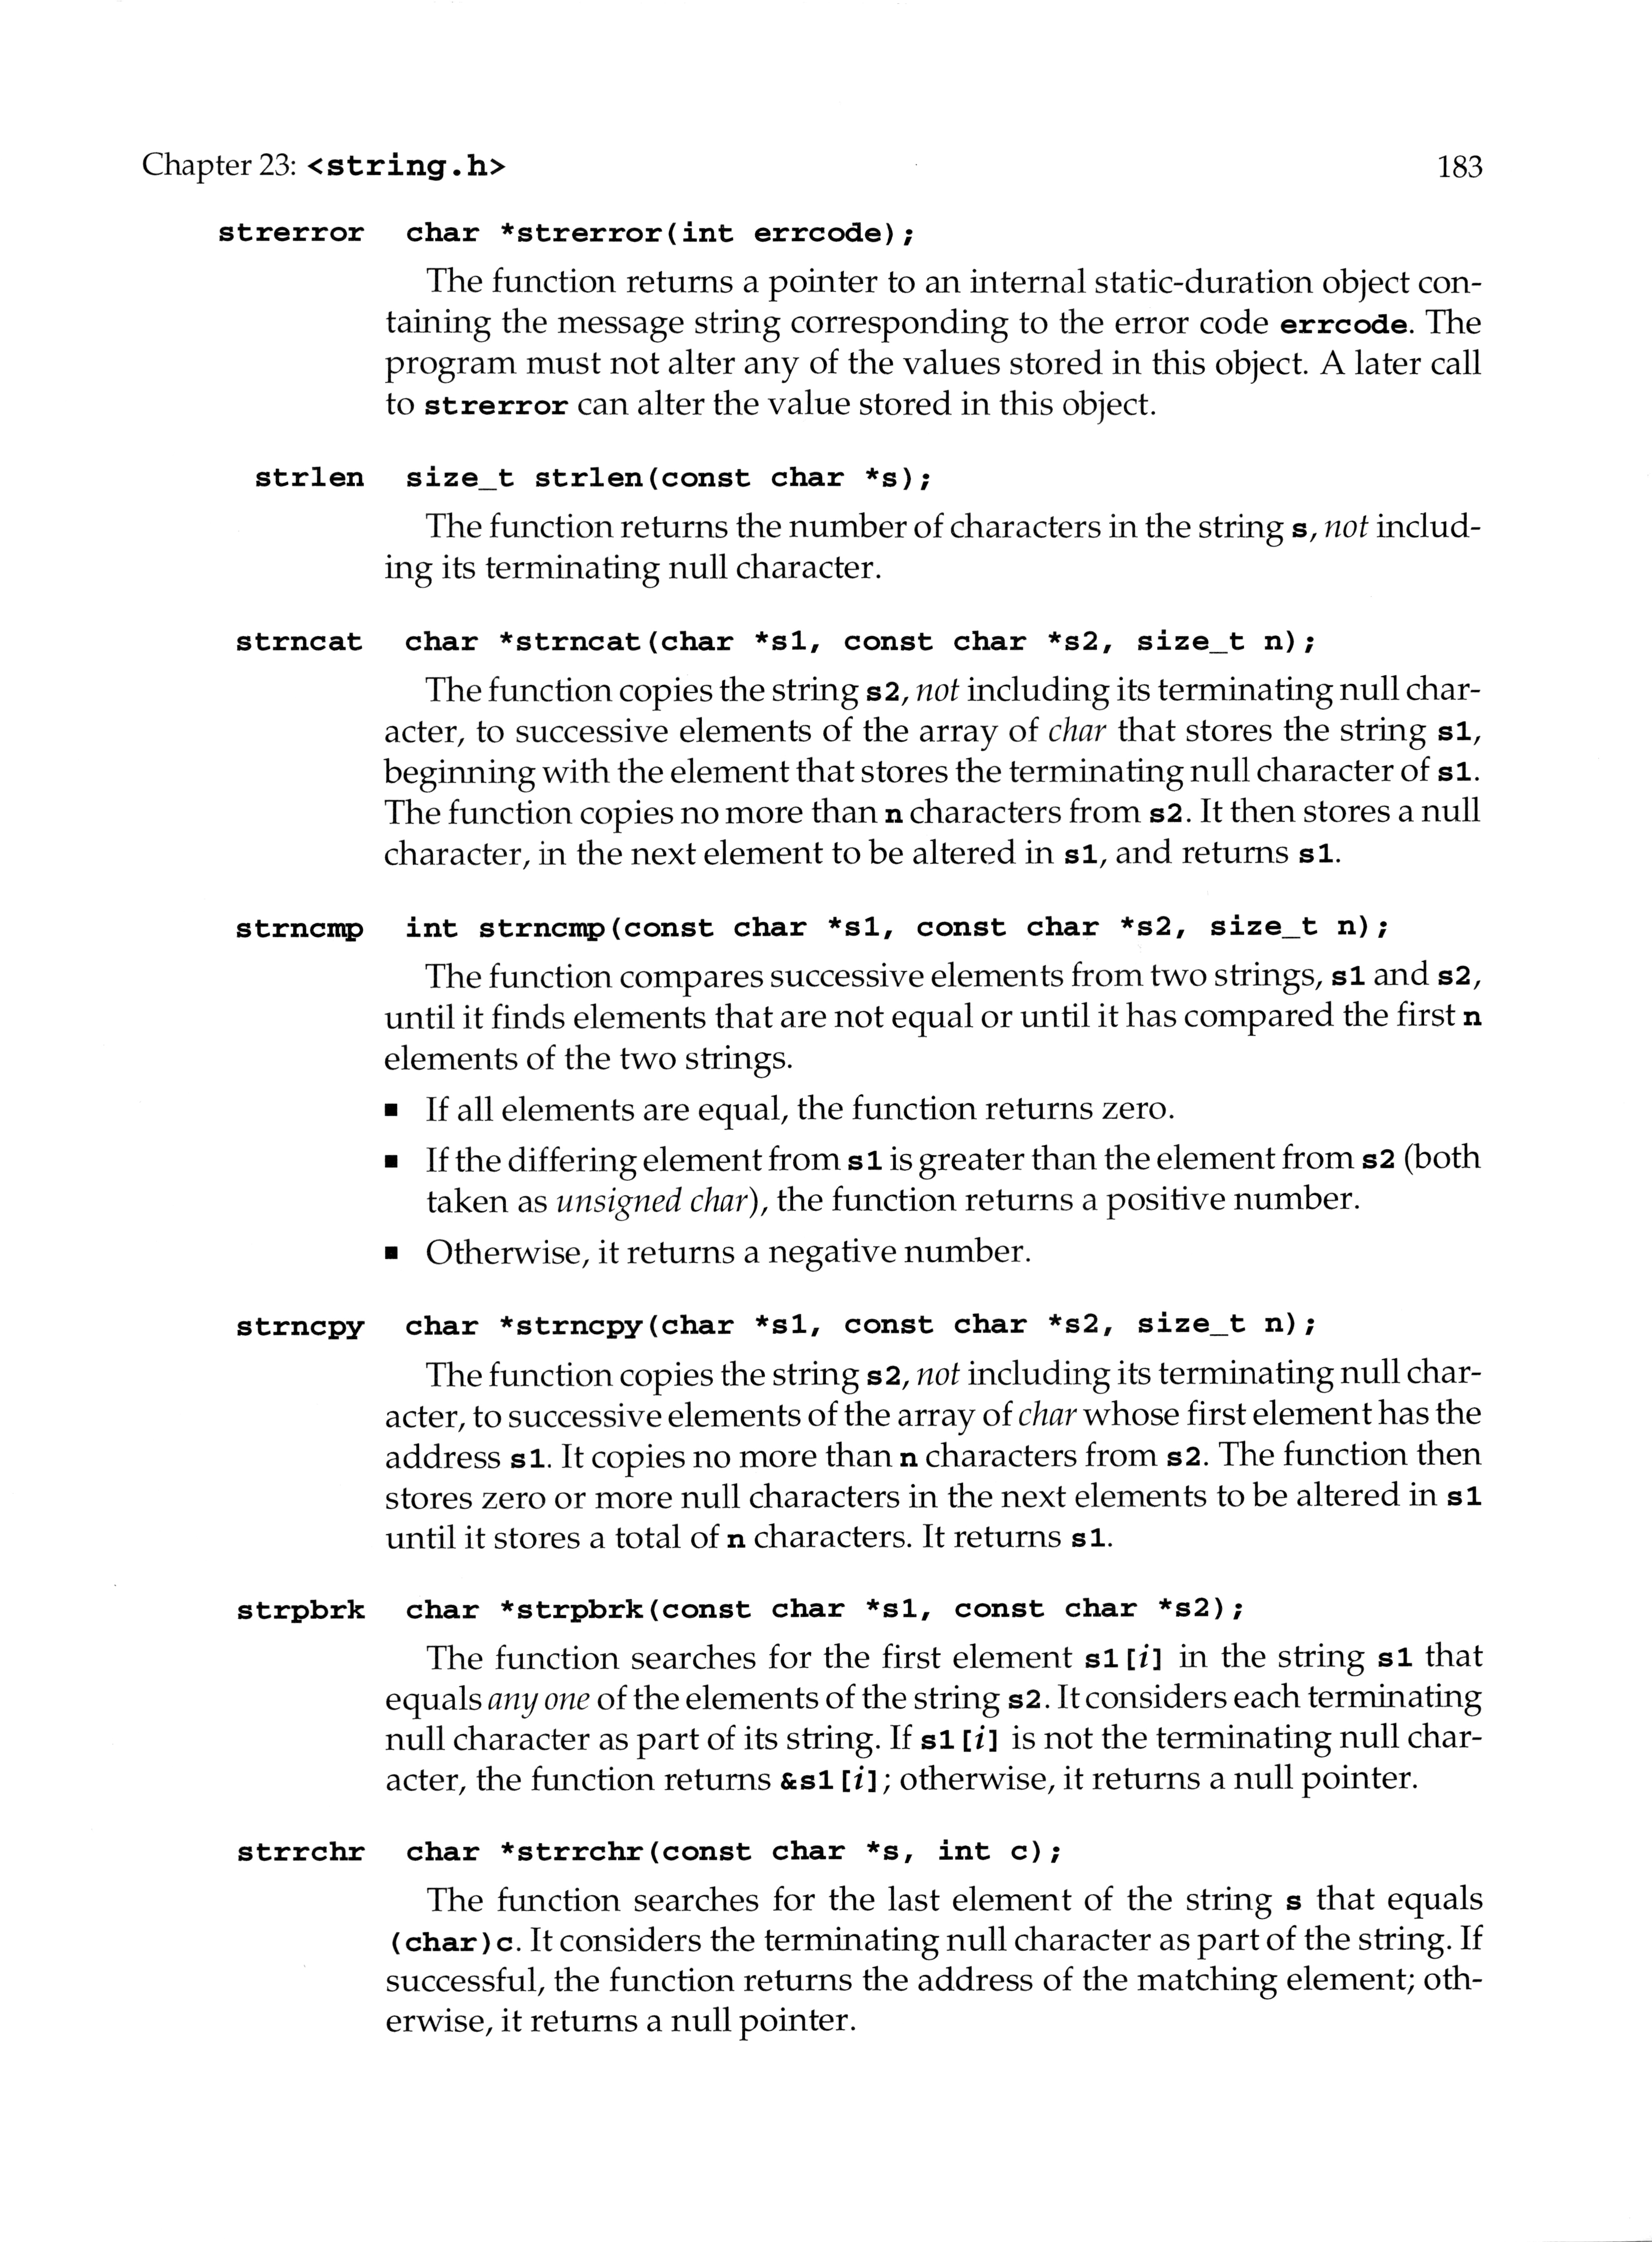 Chapter 23: <string.h> 183
strerror char *strerror(int errcode);
The function returns a pointer to an internal static-duration object con-
taining the message string corresponding to the error code errcode. The
program must not alter any of the values stored in this object. A later call
to strerror can alter the value stored in this object.
strlen size_t strlen(const char *s);
The function returns the number of characters in the string s, not includ-
ing its terminating null character.
strncat char *strncat(char *s1, const char *s2, size_t n);
The function copies the string s2, not including its terminating null char-
acter, to successive elements of the array of char that stores the string s1,
beginning with the element that stores the terminating null character of s1.
The function copies no more than n characters from s2. It then stores a null
character, in the next element to be altered in s1, and returns s1.
strncmp int strncmp(const char *s1, const char *s2, size_t n);
The function compares successive elements from two strings, s1 and s2,
until it finds elements that are not equal or until it has compared the first n
elements of the two strings.
▪ If all elements are equal, the function returns zero.
▪ If the differing element from s1 is greater than the element from s2 (both
taken as unsigned char), the function returns a positive number.
▪ Otherwise, it returns a negative number.
strncpy char *strncpy(char *s1, const char *s2, size_t n);
The function copies the string s2, not including its terminating null char-
acter, to successive elements of the array of char whose first element has the
address s1. It copies no more than n characters from s2. The function then
stores zero or more null characters in the next elements to be altered in s1
until it stores a total of n characters. It returns s1.
strpbrk char *strpbrk(const char *s1, const char *s2);
The function searches for the first element s1[i] in the string s1 that
equals any one of the elements of the string s2. It considers each terminating
null character as part of its string. If s1[i] is not the terminating null char-
acter, the function returns &s1[i]; otherwise, it returns a null pointer.
strrchr char *strrchr(const char *s, int c);
The function searches for the last element of the string s that equals
(char)c. It considers the terminating null character as part of the string. If
successful, the function returns the address of the matching element; oth-
erwise, it returns a null pointer.